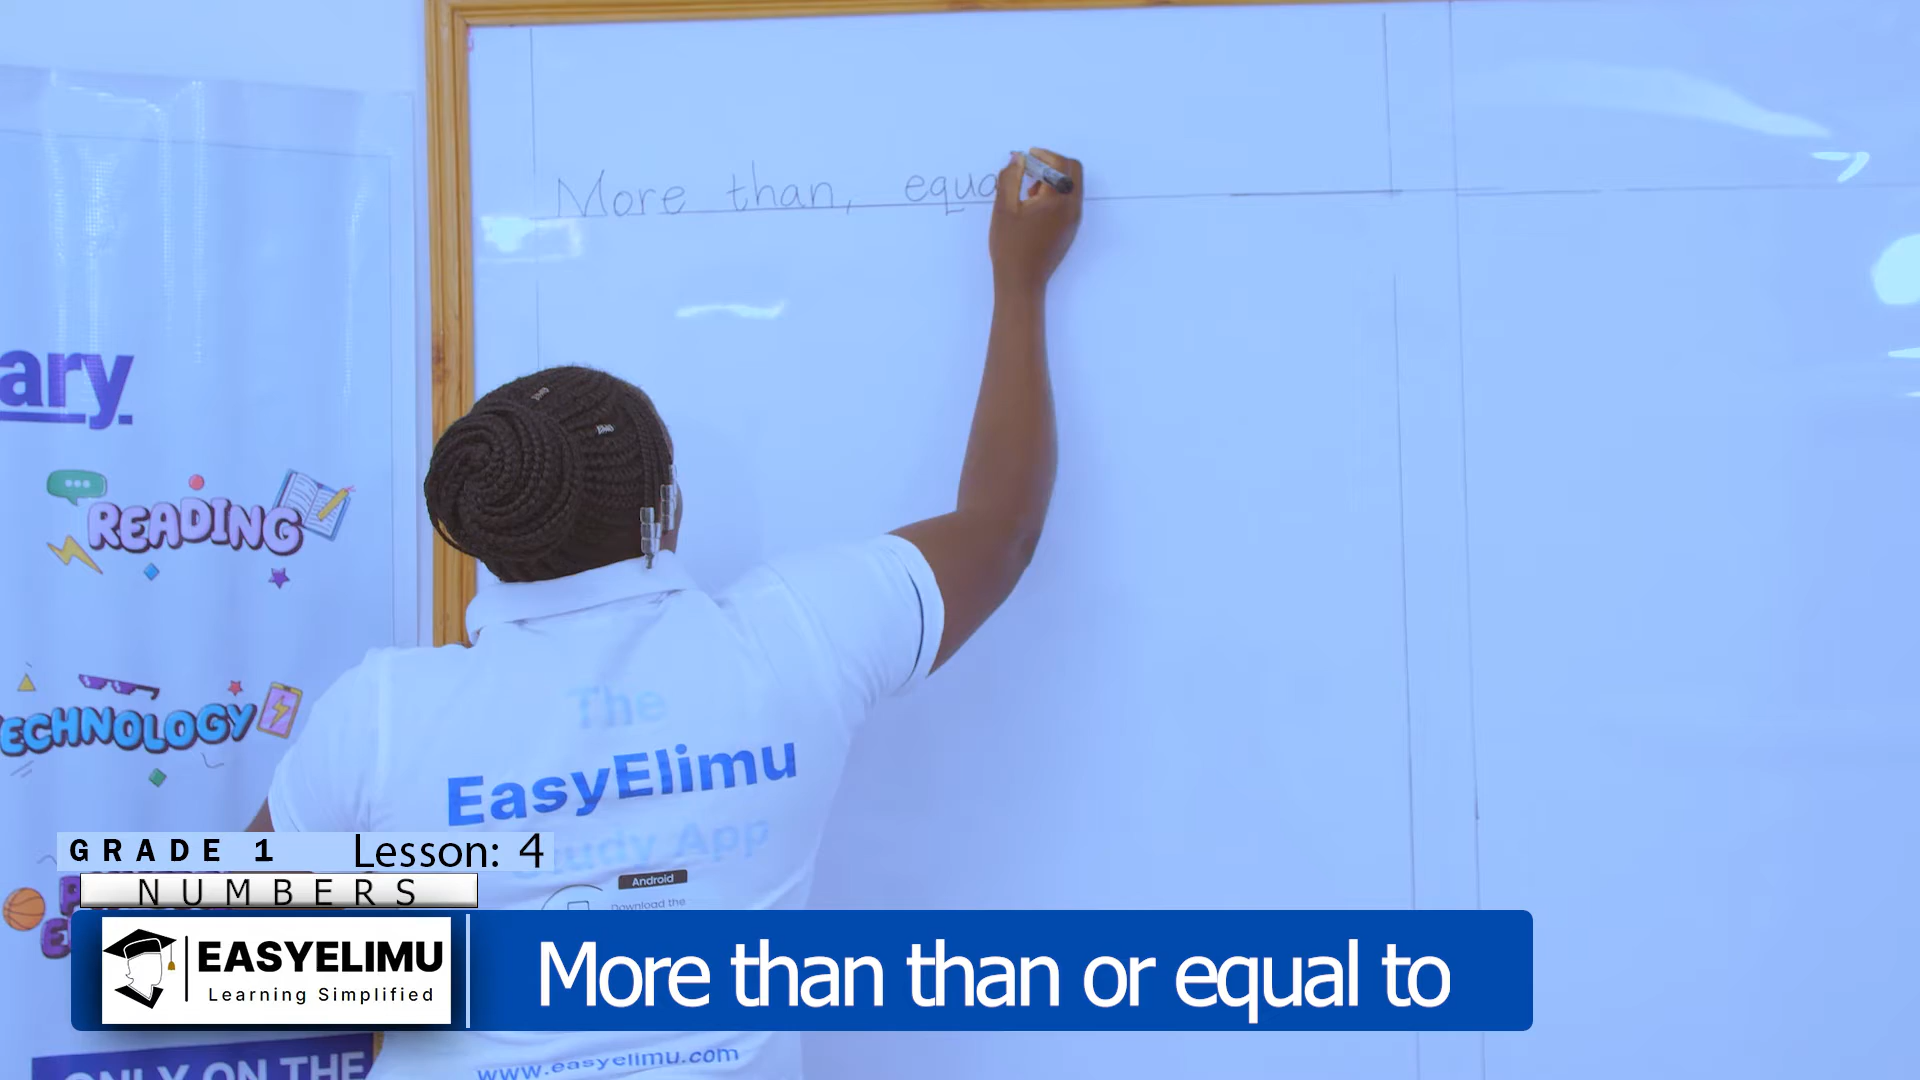 More than, equa
ary.
READING
ECHNOLOGY
The
EasyElimu
Study App
Android
Download the
GRADE 1 Lesson: 4
NUMBERS
EASYELIMU
Learning Simplified
More than than or equal to
www.easyelimu.com
ONLY ON THE